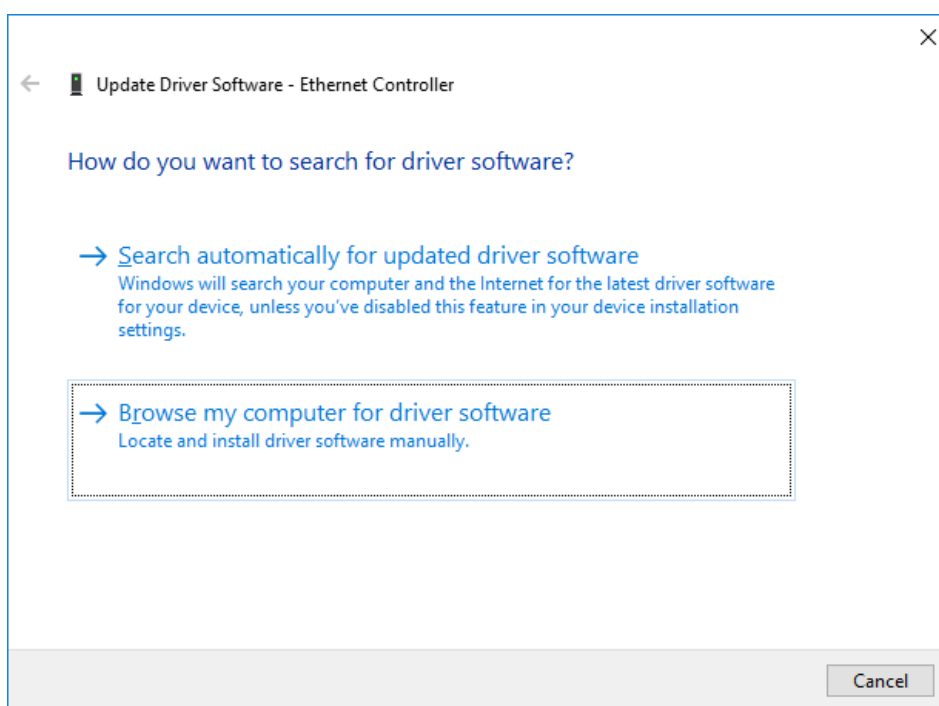 Update Driver Software - Ethernet Controller
How do you want to search for driver software?
Search automatically for updated driver software
Windows will search your computer and the Internet for the latest driver software
for your device, unless you've disabled this feature in your device installation
settings.
Browse my computer for driver software
Locate and install driver software manually.
Cancel